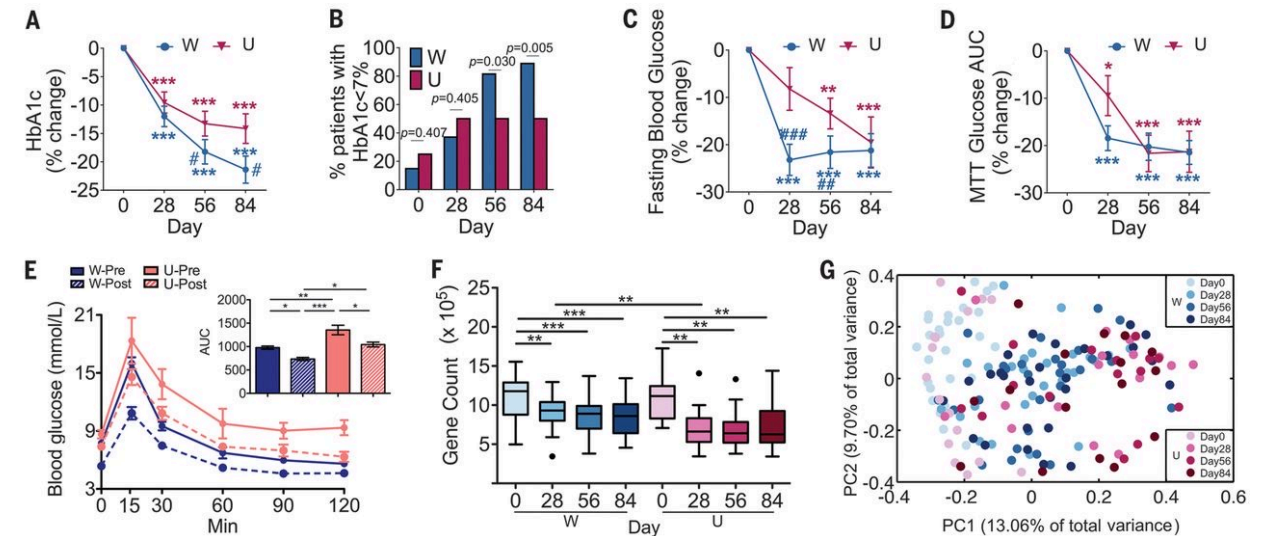 A
HbA1c
(% change)
W U
0
-5
-10
-15
-20
-25
***
***
***
***
#
***
***
#
0 28 56 84
Day
B
% patients with
HbA1c<7%
100
80
60
40
20
0
W
U
p=0.407
p=0.405
p=0.030
p=0.005
0 28 56 84
Day
C
Fasting Blood Glucose
(% change)
W U
0
-10
-20
-30
**
***
###
***
***
##
***
0 28 56 84
Day
D
MTT Glucose AUC
(% change)
W U
0
-10
-20
-30
*
***
***
***
***
***
0 28 56 84
Day
E
W-Pre U-Pre
W-Post U-Post
Blood glucose (mmol/L)
21
15
9
3
0 15 30 60 90 120
Min
AUC
2000
1500
1000
500
0
*
**
* *** *
F
Gene Count (x 10⁵)
25
20
15
10
5
**
*** **
*** **
** **
0 28 56 84 0 28 56 84
W U
Day
G
PC2 (9.70% of total variance)
0.4
0.2
0
-0.2
-0.4
W
Day0
Day28
Day56
Day84
U
Day0
Day28
Day56
Day84
-0.4 -0.2 0 0.2 0.4 0.6
PC1 (13.06% of total variance)